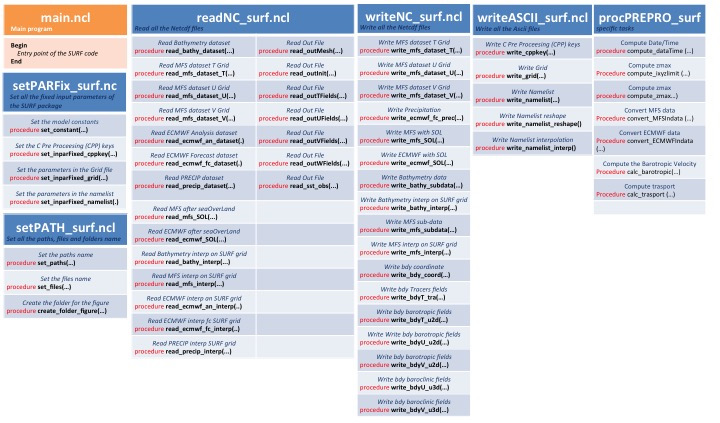 main.ncl
Main program
Begin
Entry point of the SURF code
End
setPARFix_surf.nc
Set all the fixed input parameters of
the SURF package
Set the model constants
procedure set_constant(...)
Set the C Pre Processing (CPP) keys
procedure set_inparfixed_cppkey(...)
Set the parameters in the Grid file
procedure set_inparfixed_grid(...)
Set the parameters in the namelist
procedure set_inparfixed_namelist(.)
setPATH_surf.ncl
Set all the paths, files and folders name
Set the paths name
procedure set_paths(...)
Set the files name
procedure set_files(...)
Create the folder for the figure
procedure create_folder_figure(...)
readNC_surf.ncl
Read all the Netcdf files
Read Bathymetry dataset
procedure read_bathy_dataset(...)
Read MFS dataset T Grid
procedure read_mfs_dataset_T(...)
Read MFS dataset U Grid
procedure read_mfs_dataset_U(...)
Read MFS dataset V Grid
procedure read_mfs_dataset_V(...)
Read ECMWF Analysis dataset
procedure read_ecmwf_an_dataset(.)
Read ECMWF Forecast dataset
procedure read_ecmwf_fc_dataset(.)
Read PRECIP dataset
procedure read_precip_dataset(...)
Read MFS after seaOverLand
procedure read_mfs_SOL(...)
Read ECMWF after seaOverLand
procedure read_ecmwf_SOL(...)
Read Bathymetry interp on SURF grid
procedure read_bathy_interp(...)
Read MFS interp on SURF grid
procedure read_mfs_interp(...)
Read ECMWF interp an SURF grid
procedure read_ecmwf_an_interp(..)
Read ECMWF interp fc SURF grid
procedure read_ecmwf_fc_interp(..)
Read PRECIP interp SURF grid
procedure read_precip_interp(...)
Read Out File
procedure read_outMesh(...)
Read Out File
procedure read_outInit(...)
Read Out File
procedure read_outTFields(...)
Read Out File
procedure read_outUFields(...)
Read Out File
procedure read_outVFields(...)
Read Out File
procedure read_outWFields(...)
Read Out File
procedure read_sst_obs(...)
writeNC_surf.ncl
Write all the Netcdf files
Write MFS dataset T Grid
procedure write_mfs_dataset_T(...)
Write MFS dataset U Grid
procedure write_mfs_dataset_U(...)
Write MFS dataset V Grid
procedure write_mfs_dataset_V(...)
Write Precipitation
procedure write_ecmwf_fc_prec(...)
Write MFS with SOL
procedure write_mfs_SOL(...)
Write ECMWF with SOL
procedure write_ecmwf_SOL(...)
Write Bathymetry data
procedure write_bathy_subdata(...)
Write Bathymetry interp an SURF grid
procedure write_bathy_interp(...)
Write MFS sub-data
procedure write_mfs_subdata(...)
Write MFS interp on SURF grid
procedure write_mfs_interp(...)
Write bdy coordinate
procedure write_bdy_coord(...)
Write bdy Tracers fields
procedure write_bdyT_tra(...)
Write bdy barotropic fields
procedure write_bdyT_u2d(...)
Write Write bdy barotropic fields
procedure write_bdyU_u2d(...)
Write bdy barotropic fields
procedure write_bdyV_u2d(...)
Write bdy baroclinic fields
procedure write_bdyU_u3d(...)
Write bdy baroclinic fields
procedure write_bdyV_u3d(...)
writeASCII_surf.ncl
Write all the Ascii files
Write C Pre Processing (CPP) keys
procedure write_cppkey(...)
Write Grid
procedure write_grid(...)
Write Namelist
procedure write_namelist(...)
Write Namelist reshape
procedure write_namelist_reshape()
Write Namelist interpolation
procedure write_namelist_interp()
procPREPRO_surf
specific tasks
Compute Date/Time
Procedure compute_dataTime (...)
Compute zmax
Procedure compute_ixyzlimit (...)
Compute zmax
procedure compute_zmax(...)
Convert MFS data
procedure convert_MFSIndata (...)
Convert ECMWF data
procedure convert_ECMWFIndata
(...)
Compute the Barotropic Velocity
Procedure calc_barotropic(...)
Compute trasport
Procedure calc_trasport (...)